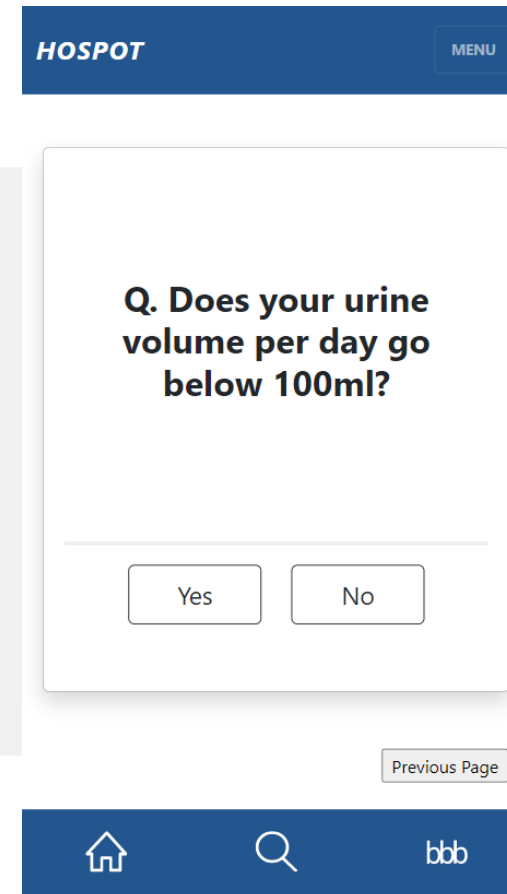 HOSPOT
MENU
Q. Does your urine
volume per day go
below 100ml?
Yes
No
Previous Page
bbb